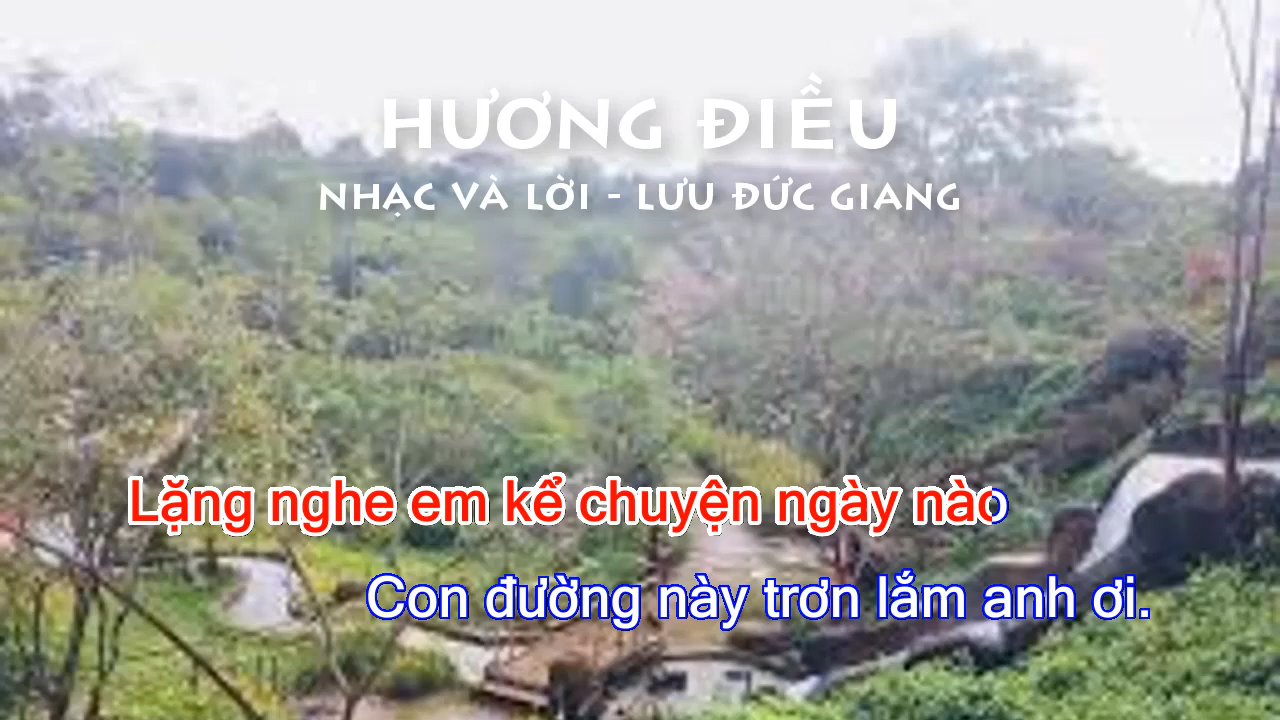 HƯƠNG ĐIỀU
NHẠC VÀ LỜI - LƯU ĐỨC GIANG
Lặng nghe em kể chuyện ngày nào
Con đường này trơn lắm anh ơi.